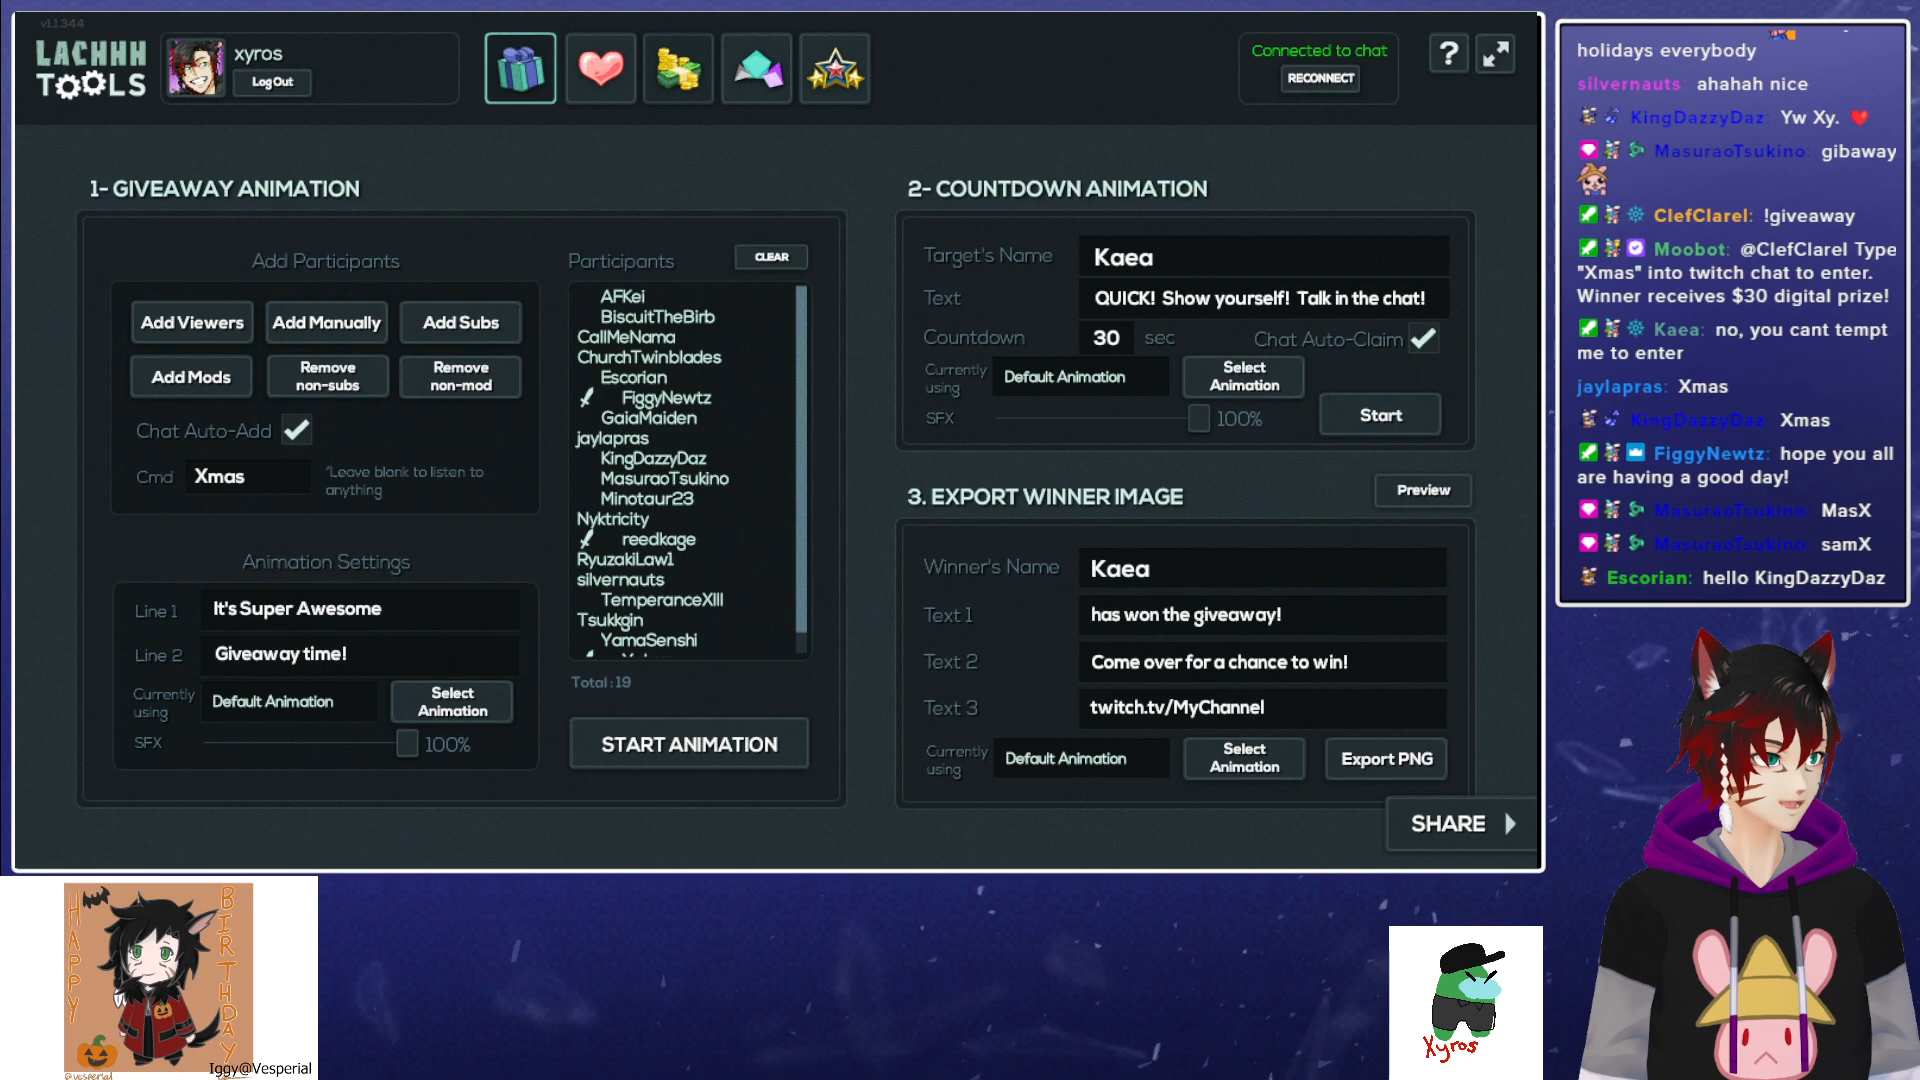 v1.1.344
LACHHH
TOOLS
xyros
Log Out
Connected to chat
RECONNECT
?
1- GIVEAWAY ANIMATION
Add Participants
Add Viewers
Add Manually
Add Subs
Add Mods
Remove
non-subs
Remove
non-mod
Chat Auto-Add
Cmd
Xmas
*Leave blank to listen to
anything
Animation Settings
Line 1
It's Super Awesome
Line 2
Giveaway time!
Currently
using
Default Animation
Select
Animation
SFX
100%
Participants
CLEAR
AFKei
BiscuitTheBirb
CallMeNama
ChurchTwinblades
Escorian
FiggyNewtz
GaiaMaiden
jaylapras
KingDazzyDaz
MasuraoTsukino
Minotaur23
Nyktricity
reedkage
RyuzakiLaw1
silvernauts
TemperanceXIII
Tsukkgin
YamaSenshi
Total : 19
START ANIMATION
2- COUNTDOWN ANIMATION
Target's Name
Kaea
Text
QUICK! Show yourself! Talk in the chat!
Countdown
30 sec
Chat Auto-Claim
Currently
using
Default Animation
Select
Animation
SFX
100%
Start
3. EXPORT WINNER IMAGE
Preview
Winner's Name
Kaea
Text 1
has won the giveaway!
Text 2
Come over for a chance to win!
Text 3
twitch.tv/MyChannel
Currently
using
Default Animation
Select
Animation
Export PNG
SHARE
holidays everybody
silvernauts: ahahah nice
KingDazzyDaz: Yw Xy.
MasuraoTsukino: gibaway
ClefClarel: !giveaway
Moobot: @ClefClarel Type
"Xmas" into twitch chat to enter.
Winner receives $30 digital prize!
Kaea: no, you cant tempt
me to enter
jaylapras: Xmas
KingDazzyDaz: Xmas
FiggyNewtz: hope you all
are having a good day!
MasuraoTsukino: MasX
MasuraoTsukino: samX
Escorian: hello KingDazzyDaz
HAPPY
BIRTHDAY
@vesperial
Iggy@Vesperial
Xyros